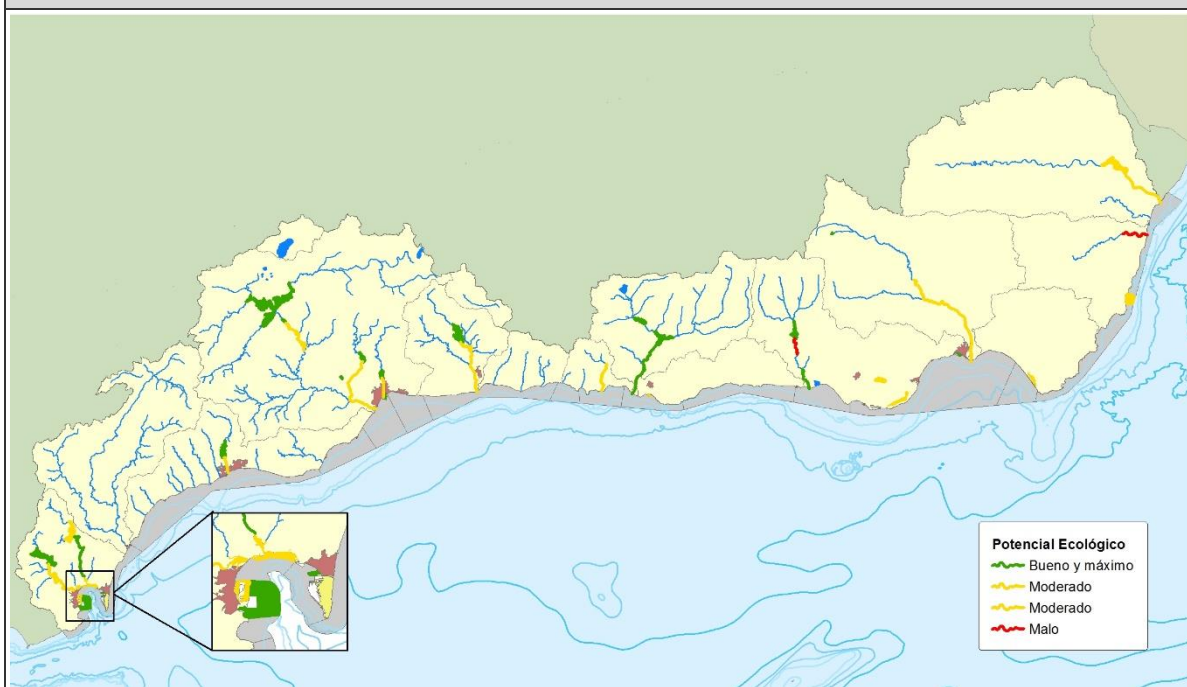 Potencial Ecológico
Bueno y máximo
Moderado
Moderado
Malo